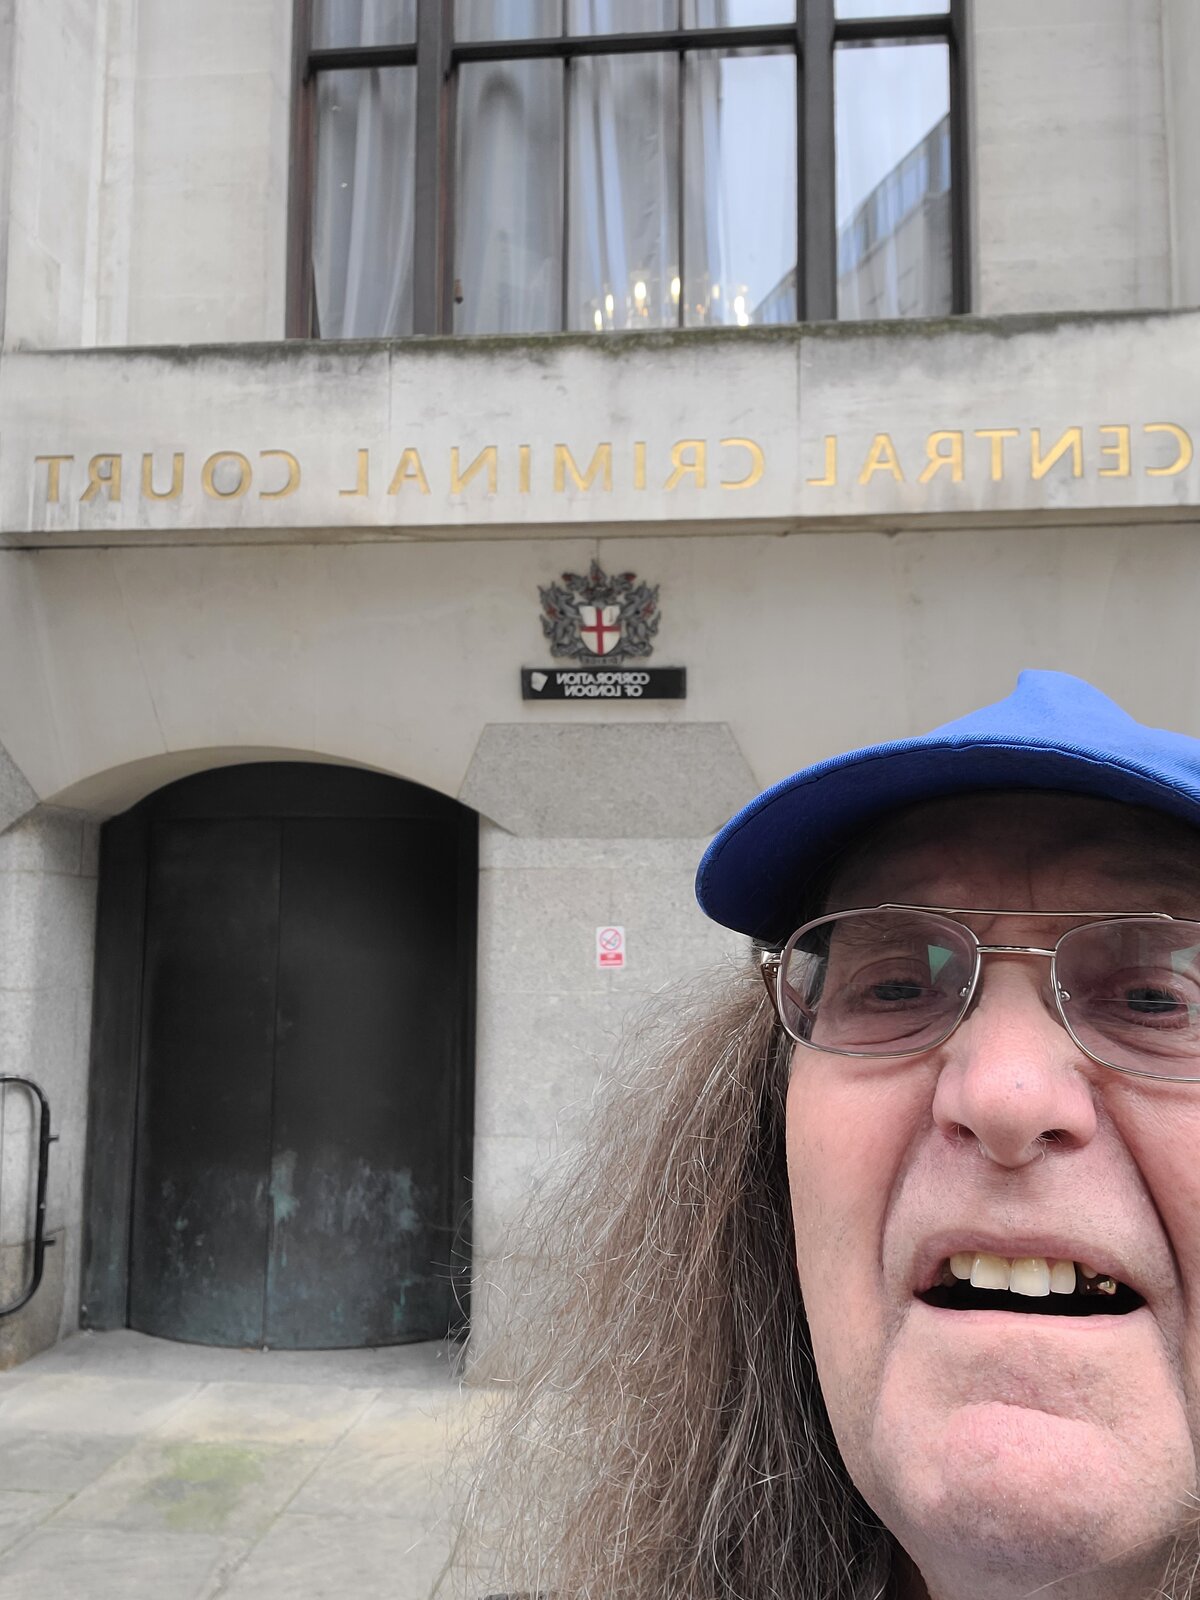 CENTRAL CRIMINAL COURT
CORPORATION
OF LONDON